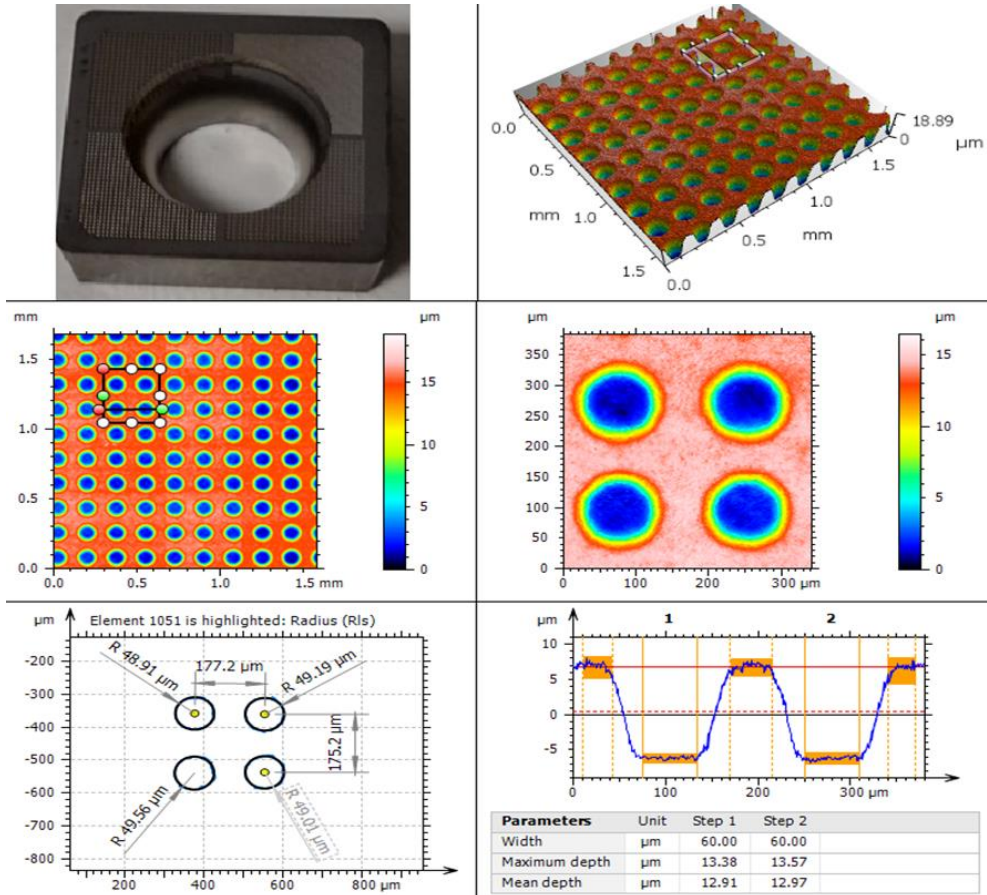 18.89
0
µm
0.0
0.5
mm
1.0
1.5
0.0
0.5
mm
1.0
1.5
mm
µm
1.5
1.0
0.5
0.0
15
10
5
0
0.0
0.5
1.0
1.5 mm
µm
350
300
250
200
150
100
50
0
15
10
5
0
0
100
200
300 µm
µm
Element 1051 is highlighted: Radius (Rls)
-200
-300
-400
-500
-600
-700
-800
R 48.91 µm
177.2 µm
R 49.19 µm
175.2 µm
R 49.56 µm
R 49.01 µm
200
400
600
800 µm
µm
1
2
10
5
0
-5
0
100
200
300 µm
Parameters Unit Step 1 Step 2
Width µm 60.00 60.00
Maximum depth µm 13.38 13.57
Mean depth µm 12.91 12.97